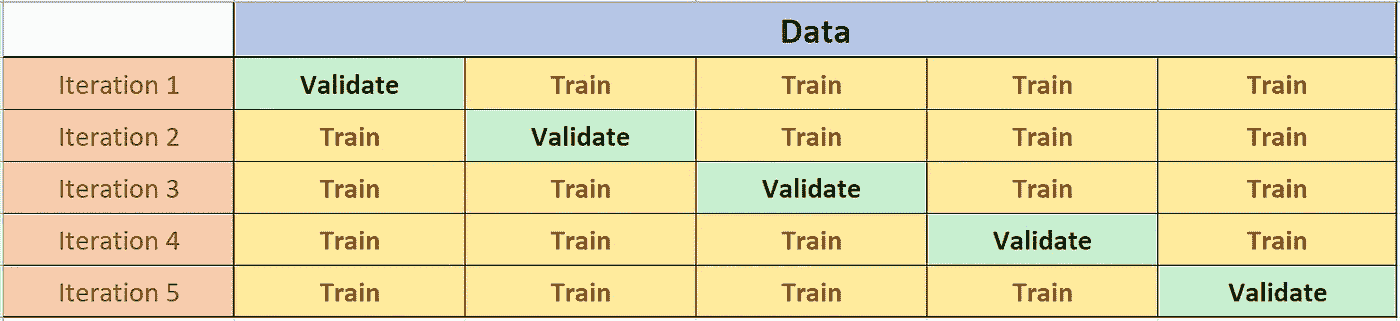 Data
Iteration 1 Validate Train Train Train Train
Iteration 2 Train Validate Train Train Train
Iteration 3 Train Train Validate Train Train
Iteration 4 Train Train Train Validate Train
Iteration 5 Train Train Train Train Validate